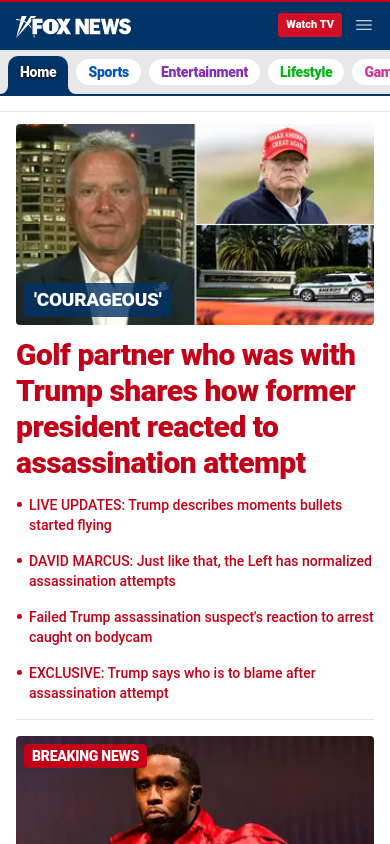 FOX NEWS
Watch TV
Home
Sports
Entertainment
Lifestyle
Gam
MAKE AMERICA
GREAT AGAIN
SHERIFF
'COURAGEOUS'
Golf partner who was with
Trump shares how former
president reacted to
assassination attempt
• LIVE UPDATES: Trump describes moments bullets
started flying
• DAVID MARCUS: Just like that, the Left has normalized
assassination attempts
• Failed Trump assassination suspect's reaction to arrest
caught on bodycam
• EXCLUSIVE: Trump says who is to blame after
assassination attempt
BREAKING NEWS